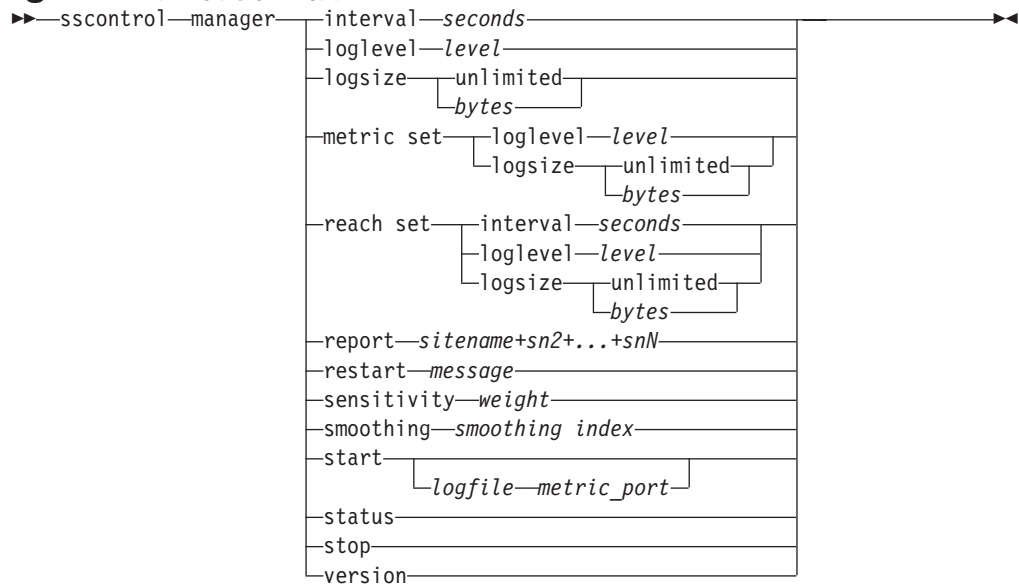 sscontrol manager interval seconds
loglevel level
logsize unlimited
bytes
metric set loglevel level
logsize unlimited
bytes
reach set interval seconds
loglevel level
logsize unlimited
bytes
report sitename+sn2+...+snN
restart message
sensitivity weight
smoothing smoothing index
start
logfile metric_port
status
stop
version